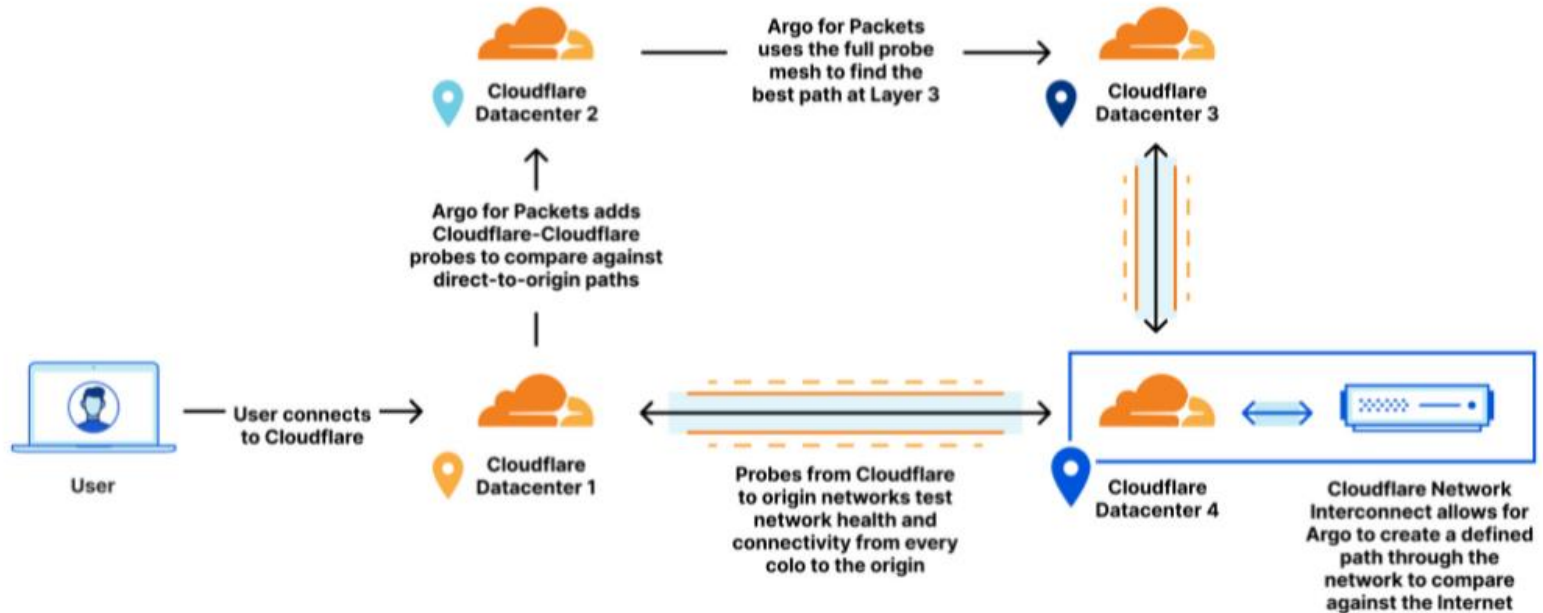 Cloudflare
Datacenter 2
Argo for Packets
uses the full probe
mesh to find the
best path at Layer 3
Cloudflare
Datacenter 3
Argo for Packets adds
Cloudflare-Cloudflare
probes to compare against
direct-to-origin paths
User
User connects
to Cloudflare
Cloudflare
Datacenter 1
Probes from Cloudflare
to origin networks test
network health and
connectivity from every
colo to the origin
Cloudflare
Datacenter 4
Cloudflare Network
Interconnect allows for
Argo to create a defined
path through the
network to compare
against the Internet